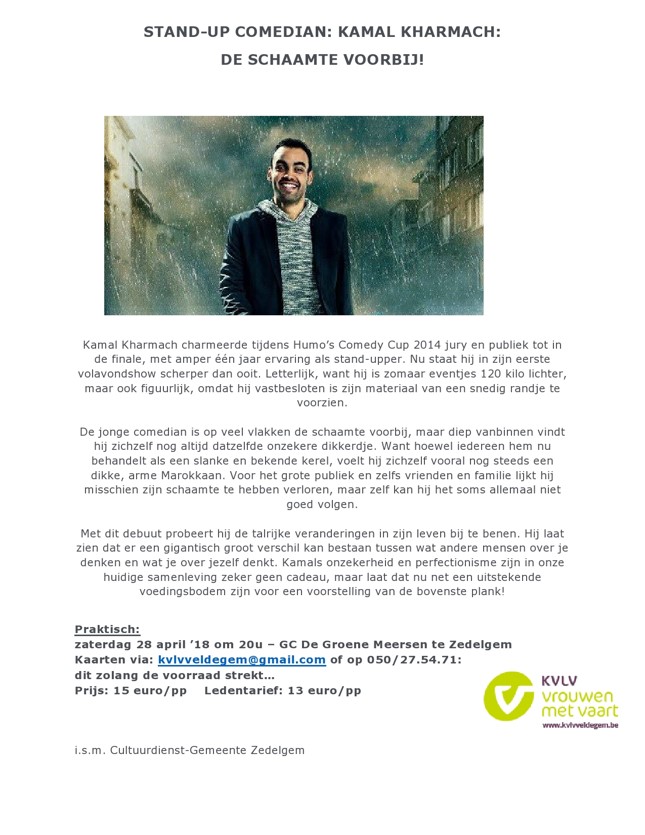 STAND-UP COMEDIAN: KAMAL KHARMACH:
DE SCHAAMTE VOORBIJ!
Kamal Kharmach charmeerde tijdens Humo’s Comedy Cup 2014 jury en publiek tot in
de finale, met amper één jaar ervaring als stand-upper. Nu staat hij in zijn eerste
volavondshow scherper dan ooit. Letterlijk, want hij is zomaar eventjes 120 kilo lichter,
maar ook figuurlijk, omdat hij vastbesloten is zijn materiaal van een snedig randje te
voorzien.
De jonge comedian is op veel vlakken de schaamte voorbij, maar diep vanbinnen vindt
hij zichzelf nog altijd datzelfde onzekere dikkerdje. Want hoewel iedereen hem nu
behandelt als een slanke en bekende kerel, voelt hij zichzelf vooral nog steeds een
dikke, arme Marokkaan. Voor het grote publiek en zelfs vrienden en familie lijkt hij
misschien zijn schaamte te hebben verloren, maar zelf kan hij het soms allemaal niet
goed volgen.
Met dit debuut probeert hij de talrijke veranderingen in zijn leven bij te benen. Hij laat
zien dat er een gigantisch groot verschil kan bestaan tussen wat andere mensen over je
denken en wat je over jezelf denkt. Kamals onzekerheid en perfectionisme zijn in onze
huidige samenleving zeker geen cadeau, maar laat dat nu net een uitstekende
voedingsbodem zijn voor een voorstelling van de bovenste plank!
Praktisch:
zaterdag 28 april ’18 om 20u – GC De Groene Meersen te Zedelgem
Kaarten via: kvlvveldegem@gmail.com of op 050/27.54.71:
dit zolang de voorraad strekt…
Prijs: 15 euro/pp Ledentarief: 13 euro/pp
KVLV
vrouwen
met vaart
www.kvlvveldegem.be
i.s.m. Cultuurdienst-Gemeente Zedelgem